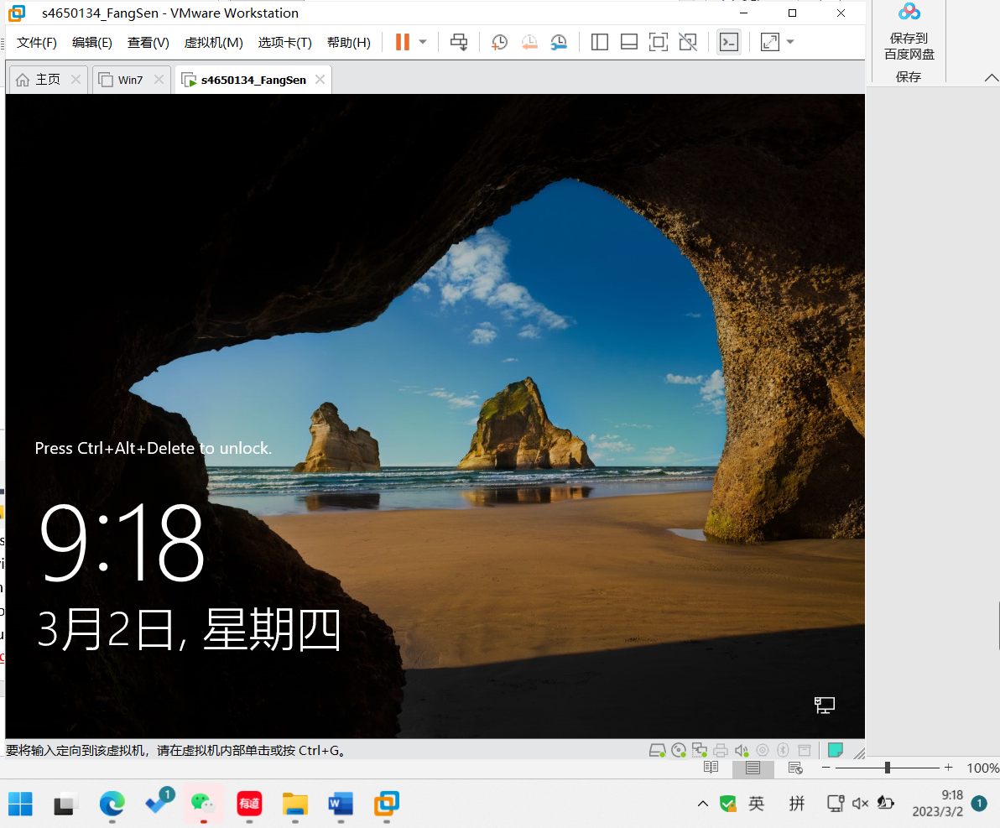 s4650134_FangSen - VMware Workstation
文件(F) 编辑(E) 查看(V) 虚拟机(M) 选项卡(T) 帮助(H)
保存到
百度网盘
保存
主页 Win7 s4650134_FangSen
Press Ctrl+Alt+Delete to unlock.
9:18
3月2日, 星期四
要将输入定向到该虚拟机，请在虚拟机内部单击或按 Ctrl+G。
100%
1
有道
W
英
拼
9:18
2023/3/2
1